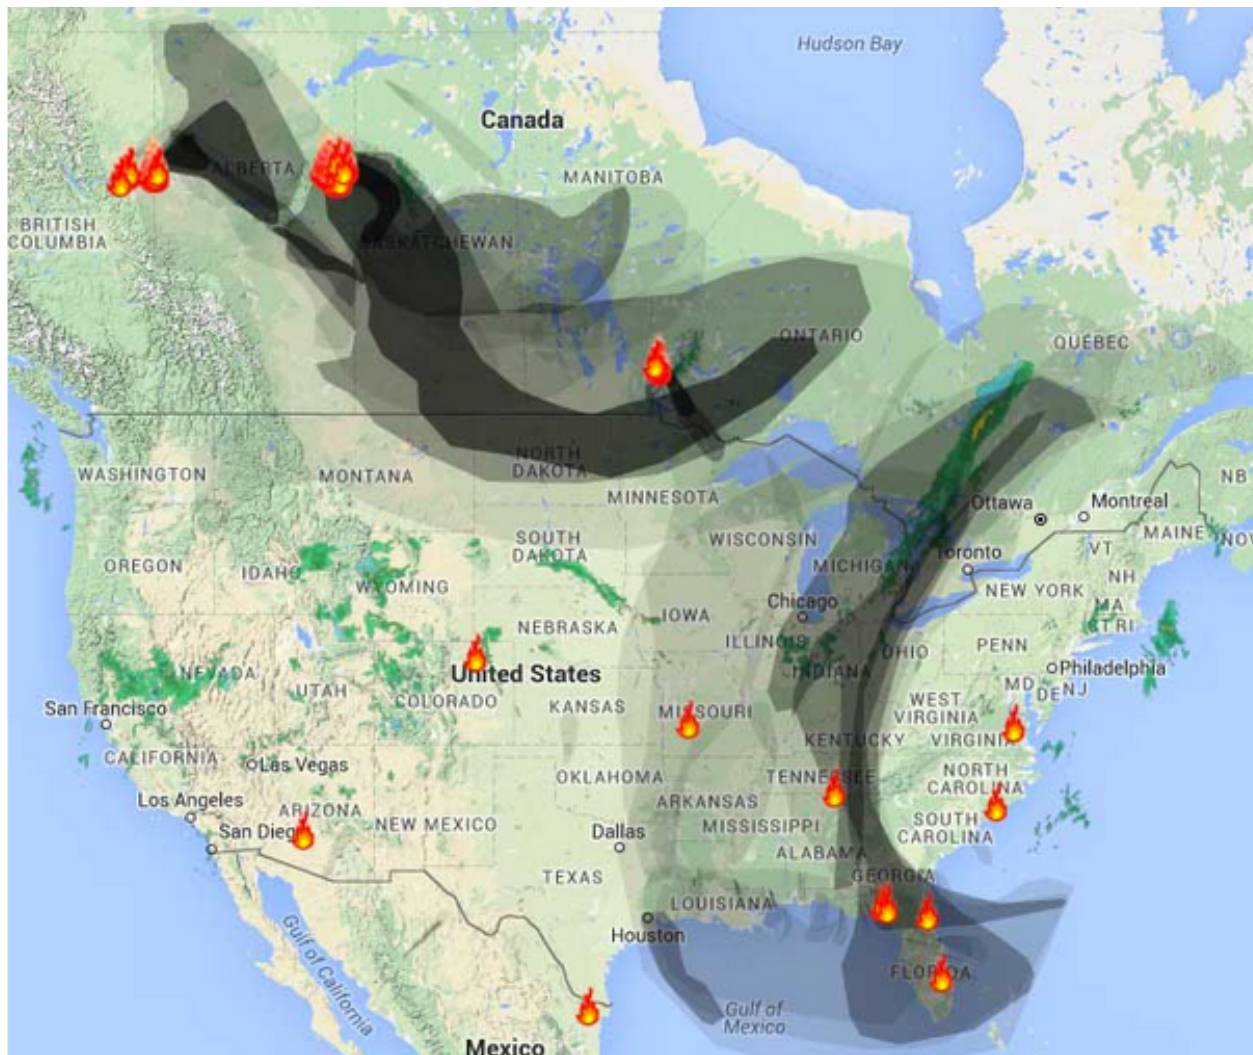 Hudson Bay
Canada
ALBERTA
MANITOBA
BRITISH
COLUMBIA
SASKATCHEWAN
ONTARIO
QUEBEC
WASHINGTON
MONTANA
NORTH
DAKOTA
MINNESOTA
Ottawa
Montreal
NB
MAINE
NOV
OREGON
IDAHO
WYOMING
SOUTH
DAKOTA
WISCONSIN
MICHIGAN
Toronto
VT
NH
NEW YORK
MA
CT RI
NEBRASKA
IOWA
Chicago
ILLINOIS
INDIANA
OHIO
PENN
Philadelphia
NEVADA
UTAH
COLORADO
United States
KANSAS
MISSOURI
WEST
VIRGINIA
MD
DE
NJ
San Francisco
CALIFORNIA
Las Vegas
KENTUCKY
VIRGINIA
OKLAHOMA
TENNESSEE
NORTH
CAROLINA
Los Angeles
ARIZONA
NEW MEXICO
ARKANSAS
MISSISSIPPI
SOUTH
CAROLINA
San Dieg
Dallas
ALABAMA
TEXAS
GEORGIA
LOUISIANA
Houston
Gulf of California
FLORIDA
Gulf of
Mexico
Mexico